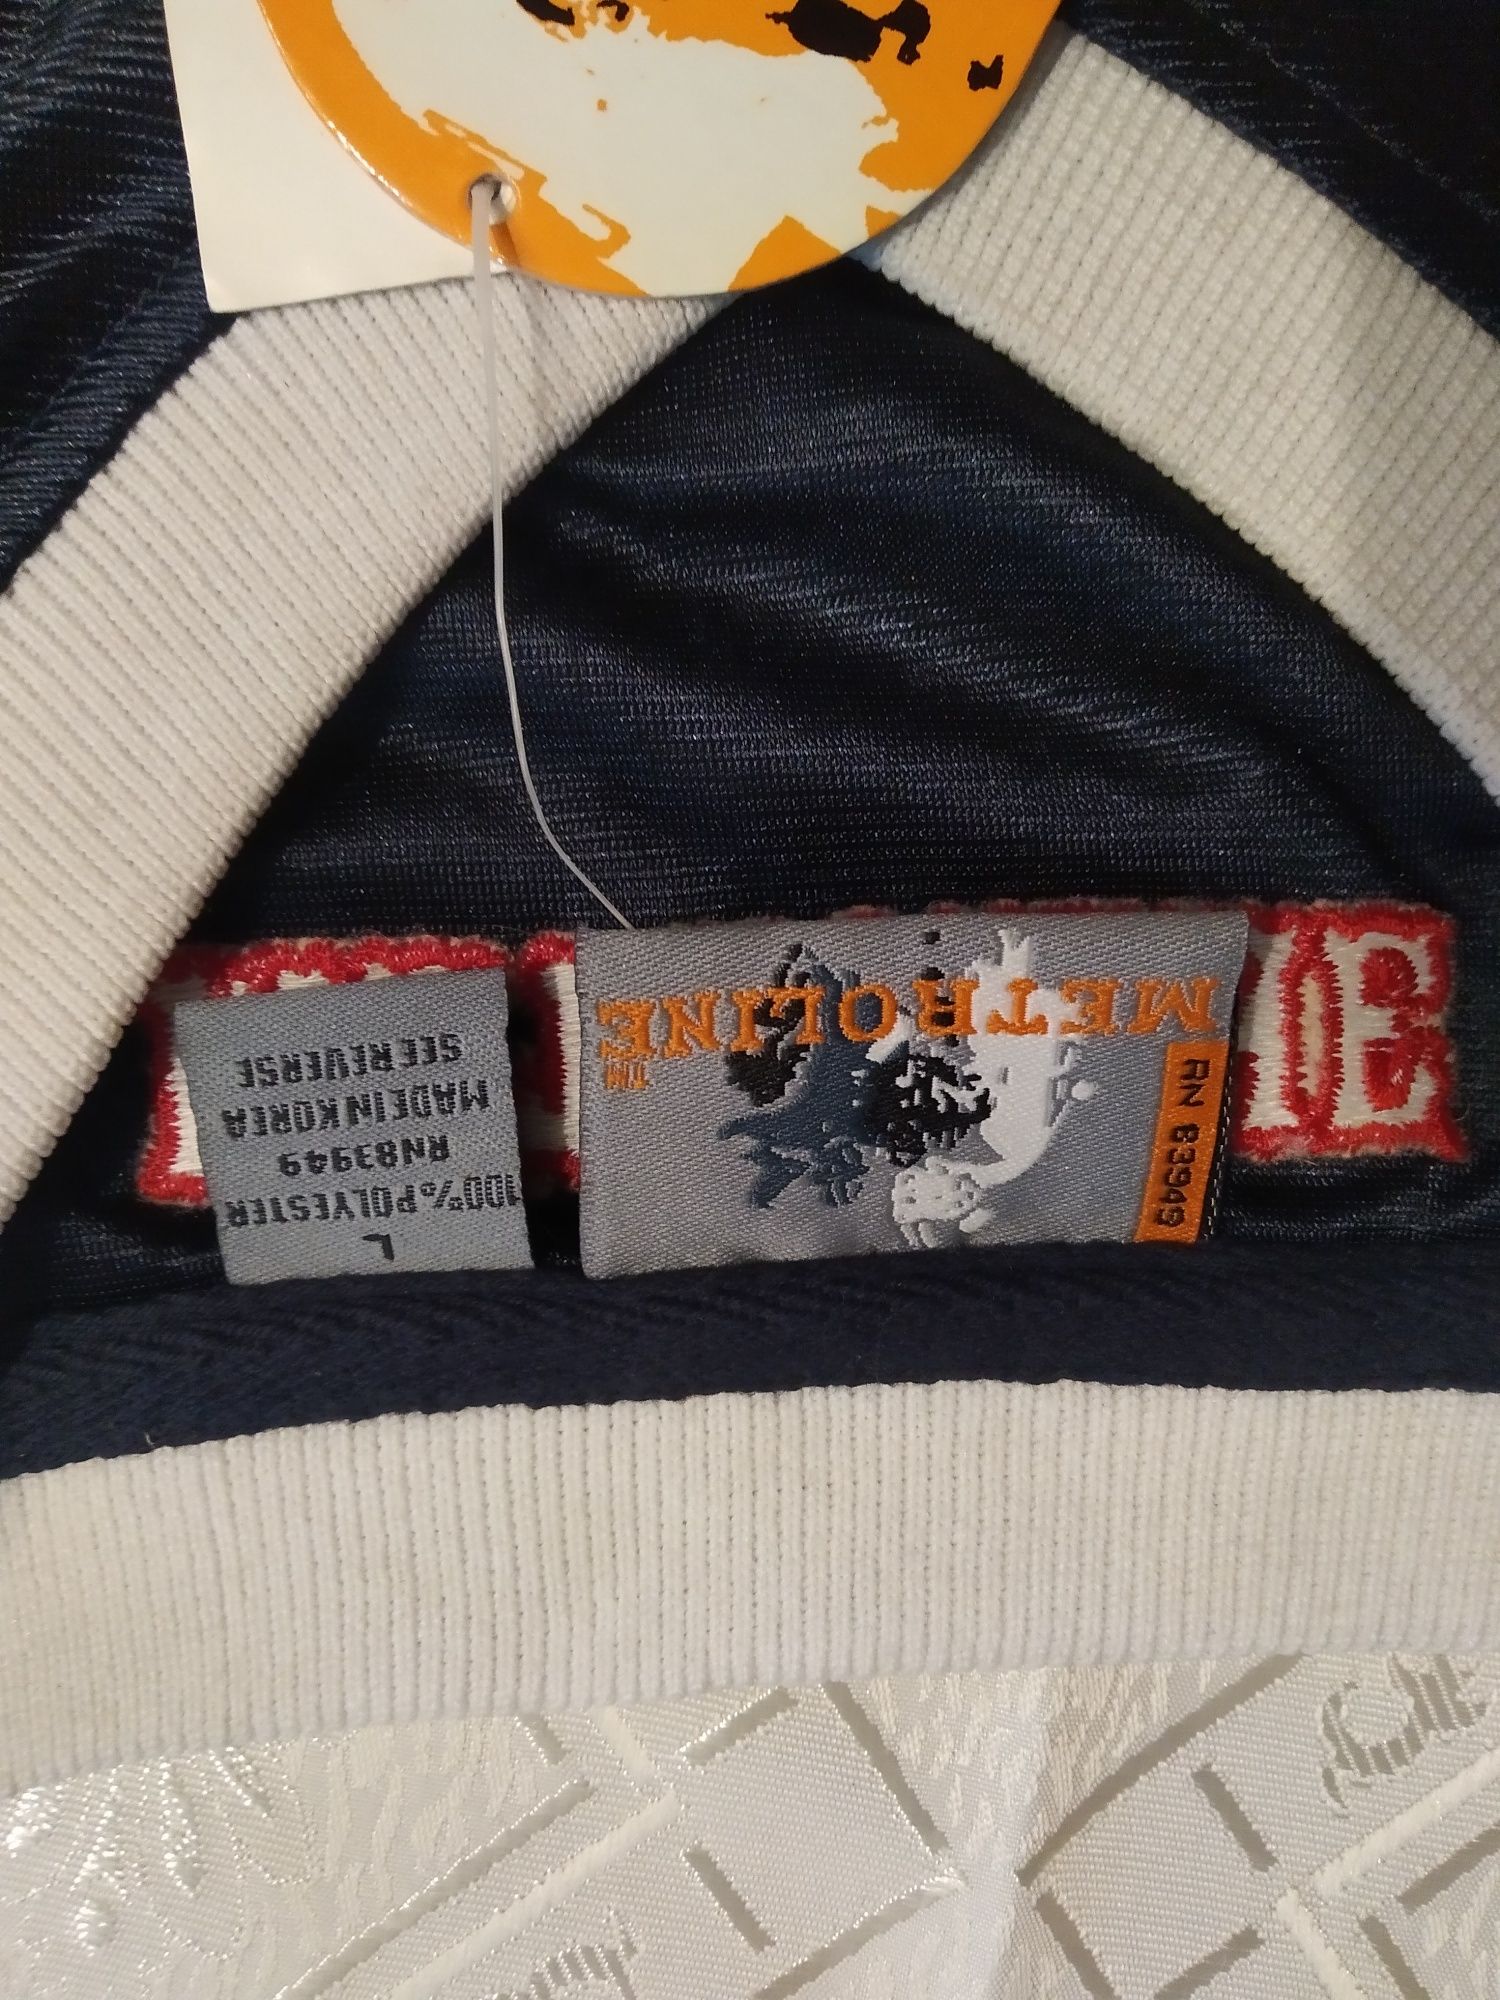 METROLINE
TM
RN 83949
L
100% POLYESTER
RN83949
MADE IN KOREA
SEE REVERSE